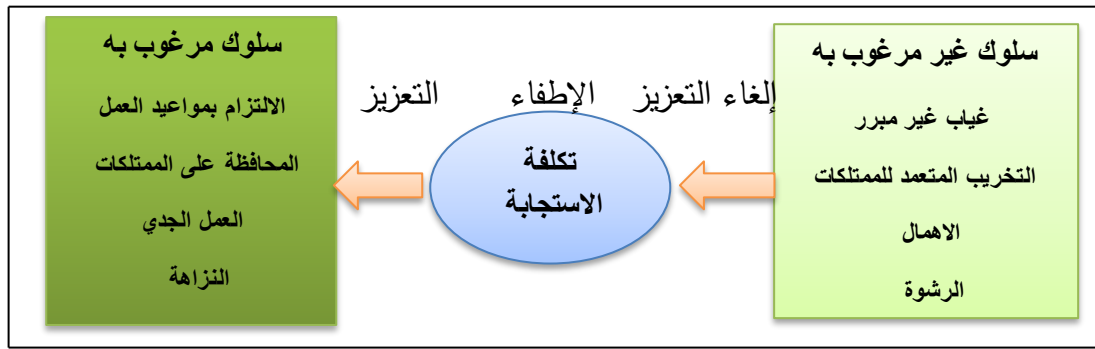 سلوك غير مرغوب به
غياب غير مبرر
التخريب المتعمد للممتلكات
الاهمال
الرشوة
إلغاء التعزيز
الإطفاء
التعزيز
تكلفة
الاستجابة
سلوك مرغوب به
الالتزام بمواعيد العمل
المحافظة على الممتلكات
العمل الجدي
النزاهة